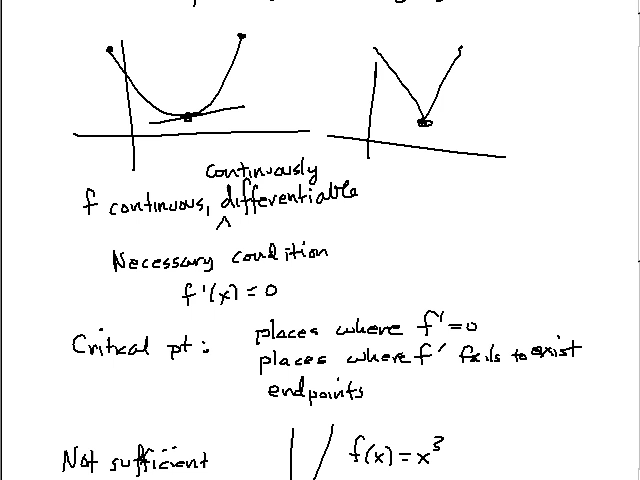 continuously
f continuous, differentiable
^
Necessary condition
f'(x) = 0
Critical pt: places where f' = 0
places where f' fails to exist
endpoints
Not sufficient f(x) = x³